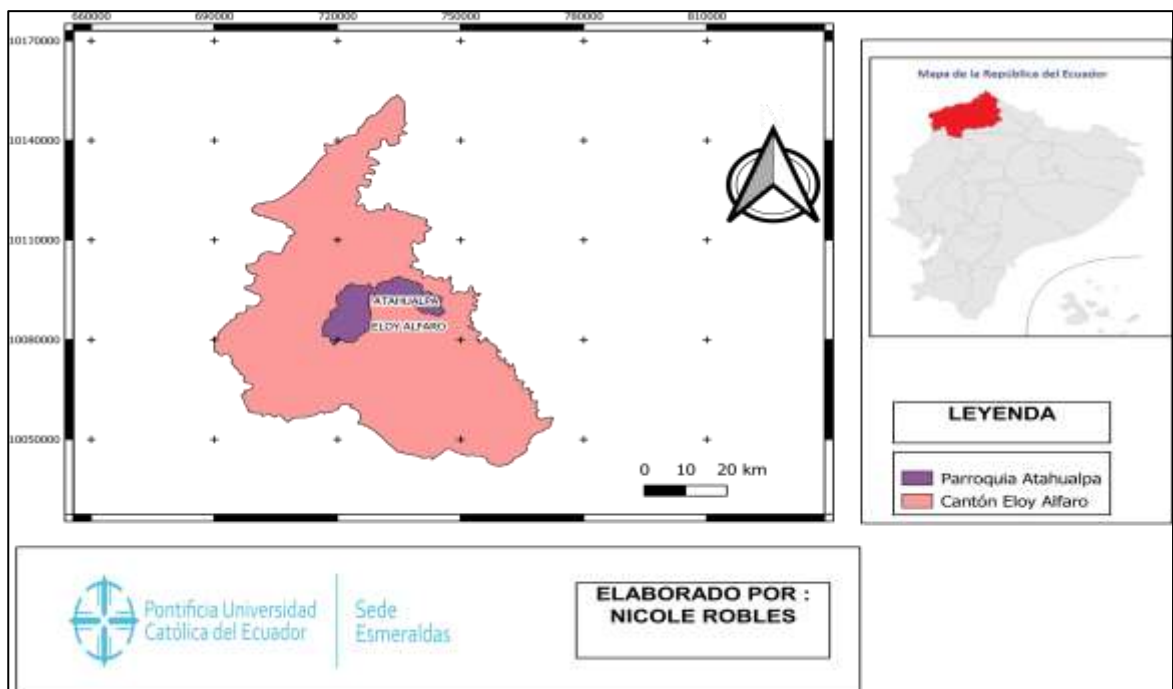 660000 690000 720000 750000 780000 810000
10170000
10140000
10110000
10080000
10050000
ATAHUALPA
ELOY ALFARO
0 10 20 km
Mapa de la República del Ecuador
LEYENDA
Parroquia Atahualpa
Cantón Eloy Alfaro
Pontificia Universidad
Católica del Ecuador
Sede
Esmeraldas
ELABORADO POR :
NICOLE ROBLES